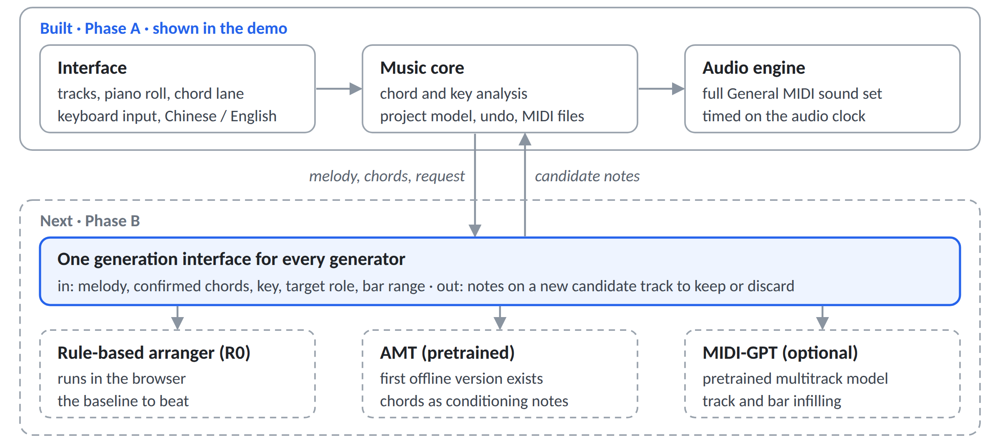 Built · Phase A · shown in the demo
Interface
tracks, piano roll, chord lane
keyboard input, Chinese / English
Music core
chord and key analysis
project model, undo, MIDI files
Audio engine
full General MIDI sound set
timed on the audio clock
melody, chords, request
candidate notes
Next · Phase B
One generation interface for every generator
in: melody, confirmed chords, key, target role, bar range · out: notes on a new candidate track to keep or discard
Rule-based arranger (R0)
runs in the browser
the baseline to beat
AMT (pretrained)
first offline version exists
chords as conditioning notes
MIDI-GPT (optional)
pretrained multitrack model
track and bar infilling